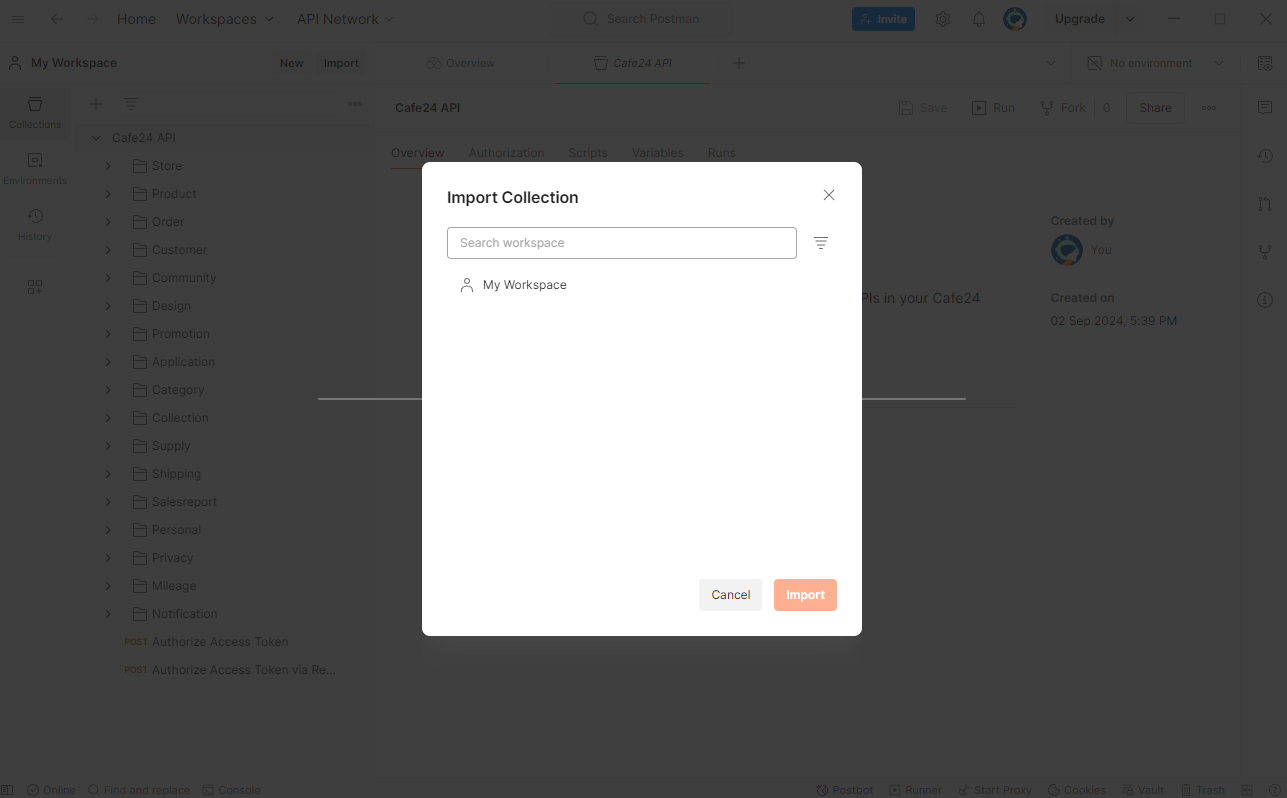 Home Workspaces API Network Search Postman Invite Upgrade
My Workspace New Import Overview Cafe24 API No environment
Collections
Environments
History
Cafe24 API
Store
Product
Order
Customer
Community
Design
Promotion
Application
Category
Collection
Supply
Shipping
Salesreport
Personal
Privacy
Mileage
Notification
POST Authorize Access Token
POST Authorize Access Token via Re...
Cafe24 API Save Run Fork 0 Share
Overview Authorization Scripts Variables Runs
PIs in your Cafe24
Created by
You
Created on
02 Sep 2024, 5:39 PM
Import Collection
Search workspace
My Workspace
Cancel Import
Online Find and replace Console Postbot Runner Start Proxy Cookies Vault Trash